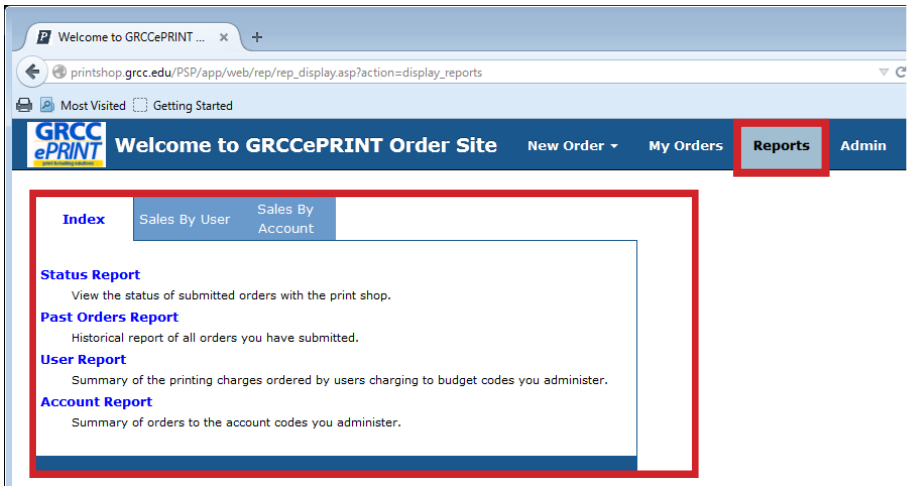 Welcome to GRCCePRINT ... × +
printshop.grcc.edu/PSP/app/web/rep/rep_display.asp?action=display_reports
Most Visited Getting Started
GRCC
ePRINT
Welcome to GRCCePRINT Order Site New Order My Orders Reports Admin
Index Sales By User Sales By
Account
Status Report
View the status of submitted orders with the print shop.
Past Orders Report
Historical report of all orders you have submitted.
User Report
Summary of the printing charges ordered by users charging to budget codes you administer.
Account Report
Summary of orders to the account codes you administer.